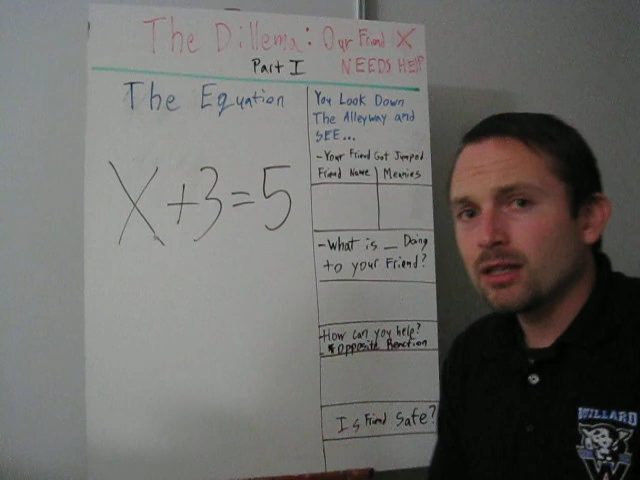 The Dillema: Our Friend X
Part I NEEDS HELP
The Equation
X+3=5
You Look Down
The Alleyway and
SEE...
-Your Friend Got Jumped
Friend Name Meanies
-What is _ Doing
to your Friend?
How can you help?
* Opposite Reaction
Is Friend Safe?
WILLARD
W